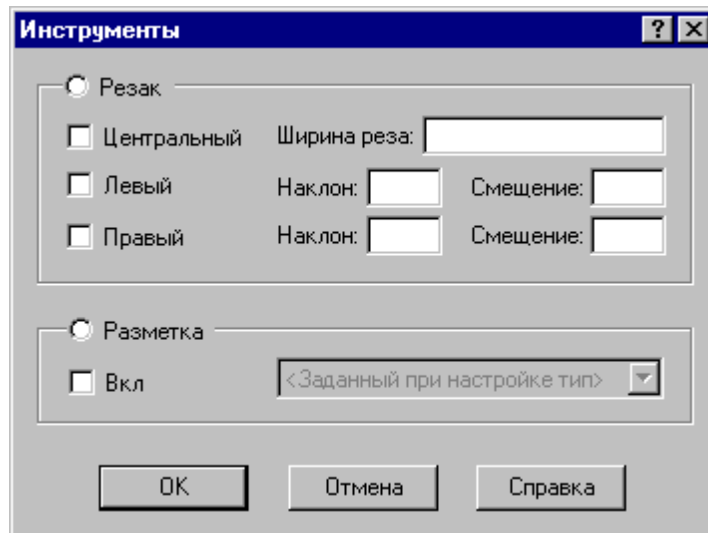 Инструменты
Резак
Центральный Ширина реза:
Левый Наклон: Смещение:
Правый Наклон: Смещение:
Разметка
Вкл <Заданный при настройке тип>
OK Отмена Справка